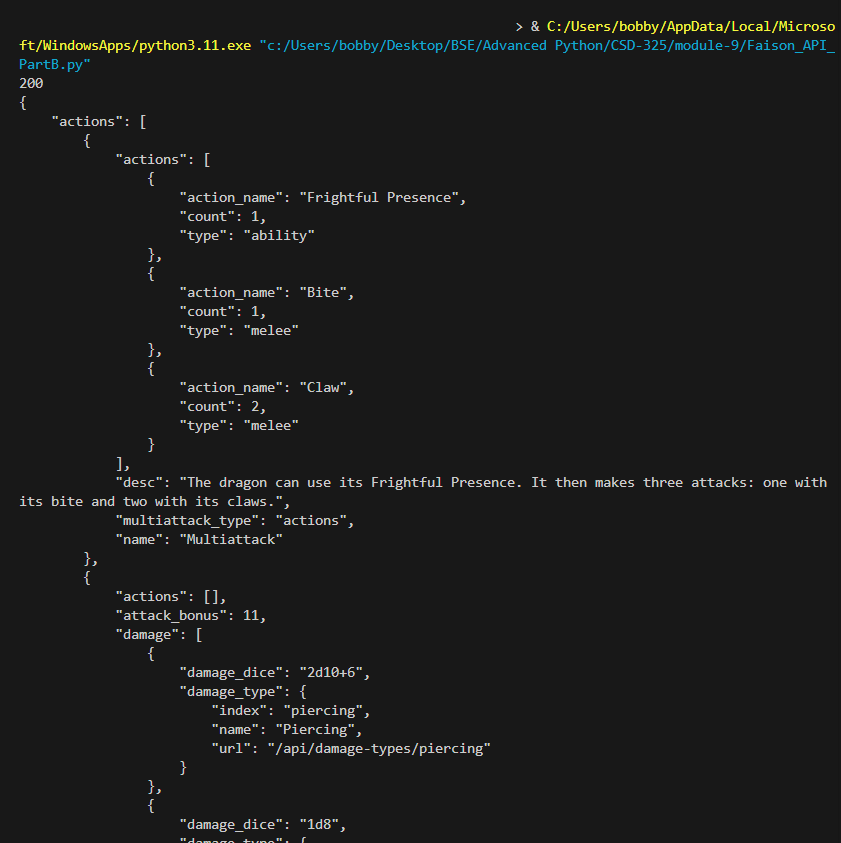 > & C:/Users/bobby/AppData/Local/Microso
ft/WindowsApps/python3.11.exe "c:/Users/bobby/Desktop/BSE/Advanced Python/CSD-325/module-9/Faison_API_
PartB.py"
200
{
    "actions": [
        {
            "actions": [
                {
                    "action_name": "Frightful Presence",
                    "count": 1,
                    "type": "ability"
                },
                {
                    "action_name": "Bite",
                    "count": 1,
                    "type": "melee"
                },
                {
                    "action_name": "Claw",
                    "count": 2,
                    "type": "melee"
                }
            ],
            "desc": "The dragon can use its Frightful Presence. It then makes three attacks: one with
its bite and two with its claws.",
            "multiattack_type": "actions",
            "name": "Multiattack"
        },
        {
            "actions": [],
            "attack_bonus": 11,
            "damage": [
                {
                    "damage_dice": "2d10+6",
                    "damage_type": {
                        "index": "piercing",
                        "name": "Piercing",
                        "url": "/api/damage-types/piercing"
                    }
                },
                {
                    "damage_dice": "1d8",
                    "damage_type": {